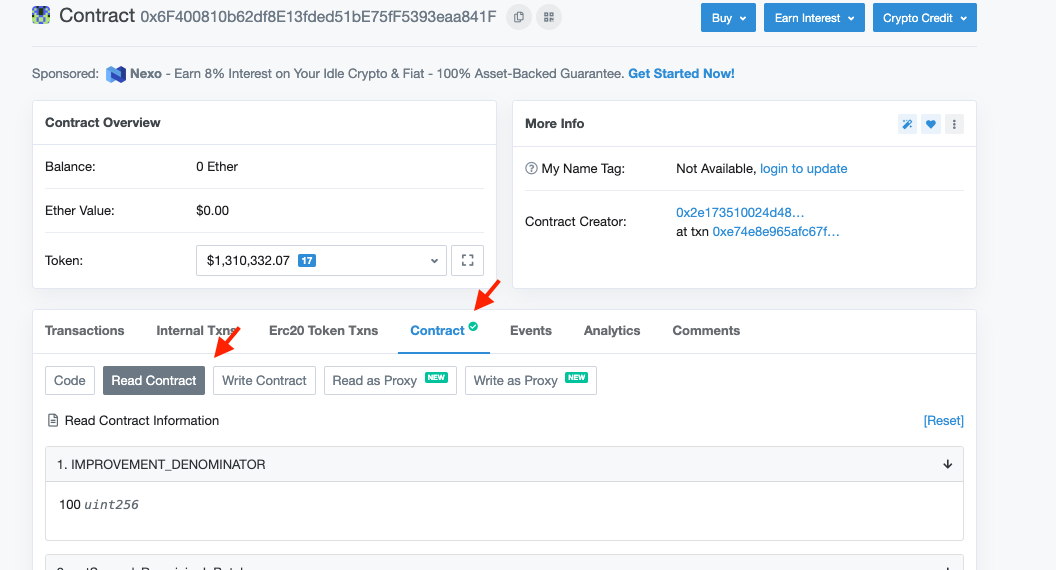 Contract 0x6F400810b62df8E13fded51bE75fF5393eaa841F
Buy
Earn Interest
Crypto Credit
Sponsored: Nexo - Earn 8% Interest on Your Idle Crypto & Fiat - 100% Asset-Backed Guarantee. Get Started Now!
Contract Overview
Balance: 0 Ether
Ether Value: $0.00
Token: $1,310,332.07 17
More Info
My Name Tag: Not Available, login to update
Contract Creator: 0x2e173510024d48...
at txn 0xe74e8e965afc67f...
Transactions Internal Txns Erc20 Token Txns Contract Events Analytics Comments
Code Read Contract Write Contract Read as Proxy NEW Write as Proxy NEW
Read Contract Information [Reset]
1. IMPROVEMENT_DENOMINATOR
100 uint256